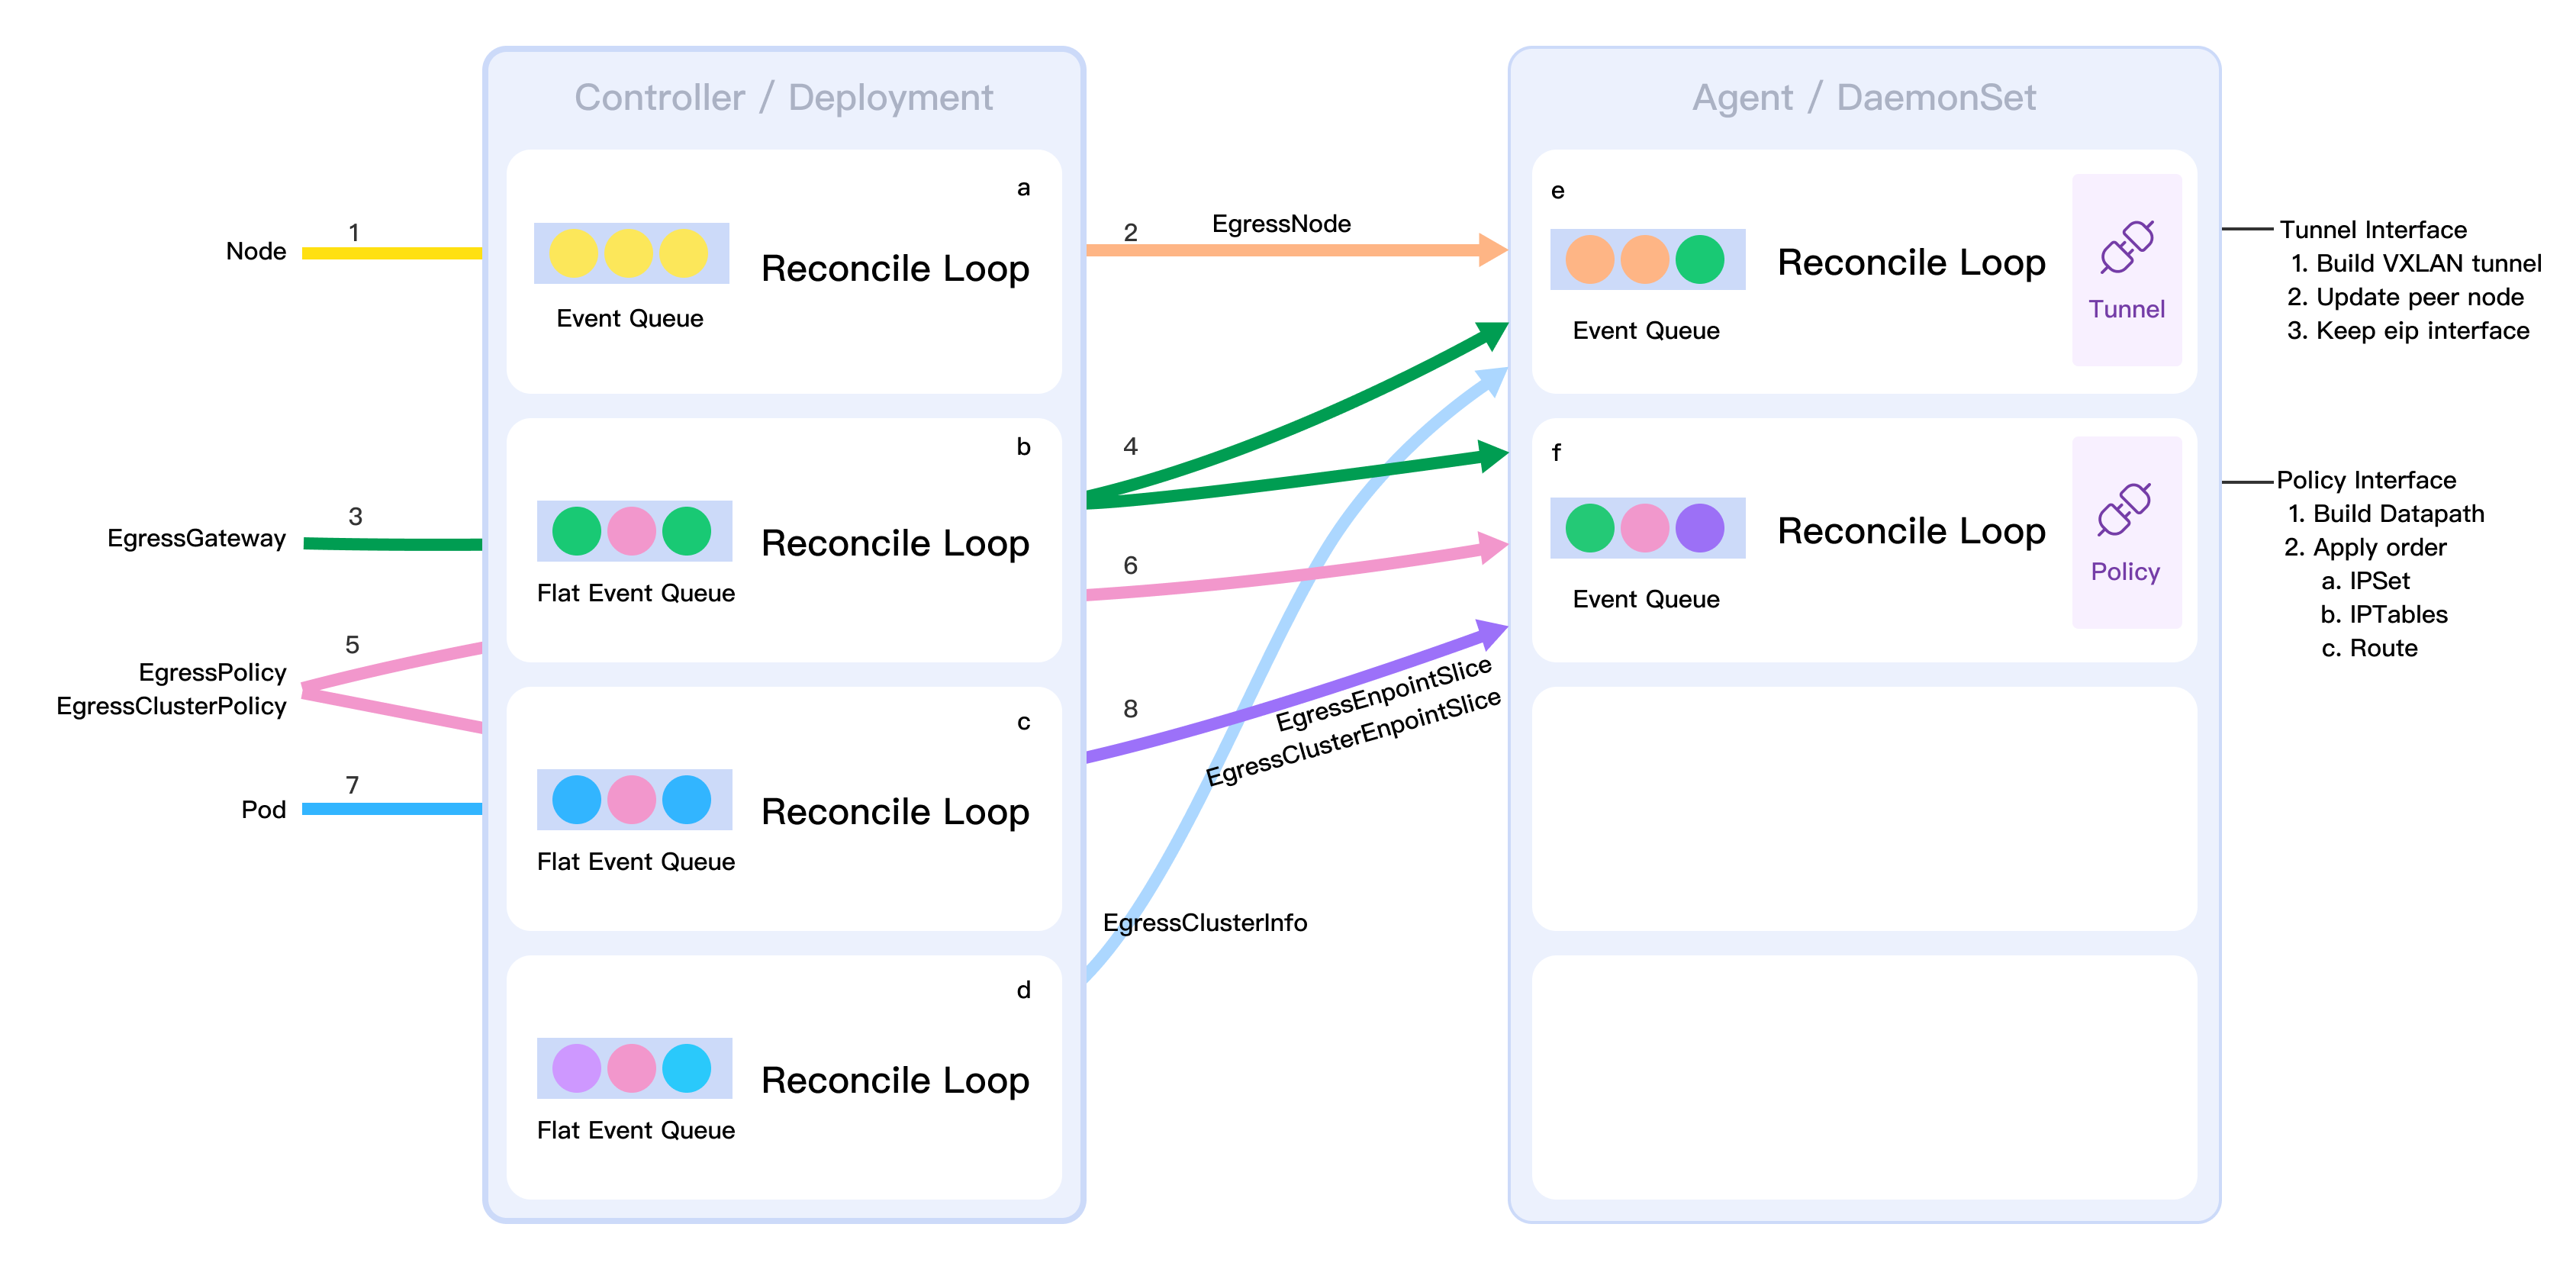 Controller / Deployment
Agent / DaemonSet
Node
1
a
Event Queue
Reconcile Loop
2
EgressNode
e
Event Queue
Reconcile Loop
Tunnel
Tunnel Interface
1. Build VXLAN tunnel
2. Update peer node
3. Keep eip interface
EgressGateway
3
b
Flat Event Queue
Reconcile Loop
4
6
f
Event Queue
Reconcile Loop
Policy
Policy Interface
1. Build Datapath
2. Apply order
a. IPSet
b. IPTables
c. Route
5
EgressPolicy
EgressClusterPolicy
7
Pod
c
Flat Event Queue
Reconcile Loop
8
EgressEnpointSlice
EgressClusterEnpointSlice
EgressClusterInfo
d
Flat Event Queue
Reconcile Loop